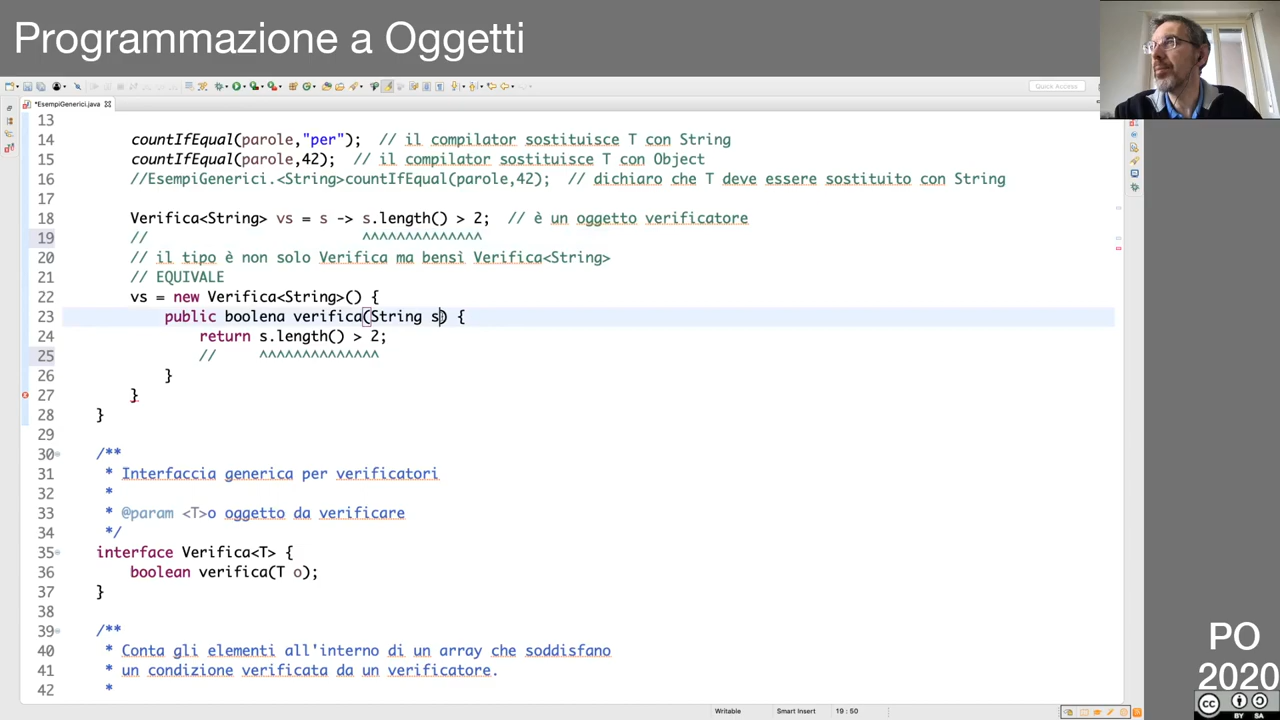 Programmazione a Oggetti
Quick Access
*EsempiGenerici.java
13
14 countIfEqual(parole,"per"); // il compilator sostituisce T con String
15 countIfEqual(parole,42); // il compilator sostituisce T con Object
16 //EsempiGenerici.<String>countIfEqual(parole,42); // dichiaro che T deve essere sostituito con String
17
18 Verifica<String> vs = s -> s.length() > 2; // è un oggetto verificatore
19 // ^^^^^^^^^^^^^^
20 // il tipo è non solo Verifica ma bensì Verifica<String>
21 // EQUIVALE
22 vs = new Verifica<String>() {
23 public boolena verifica(String s) {
24 return s.length() > 2;
25 // ^^^^^^^^^^^^^^
26 }
27 }
28 }
29
30 /**
31 * Interfaccia generica per verificatori
32 *
33 * @param <T>o oggetto da verificare
34 */
35 interface Verifica<T> {
36 boolean verifica(T o);
37 }
38
39 /**
40 * Conta gli elementi all'interno di un array che soddisfano
41 * un condizione verificata da un verificatore.
42 *
Writable Smart Insert 19 : 50
PO
2020
CC BY SA